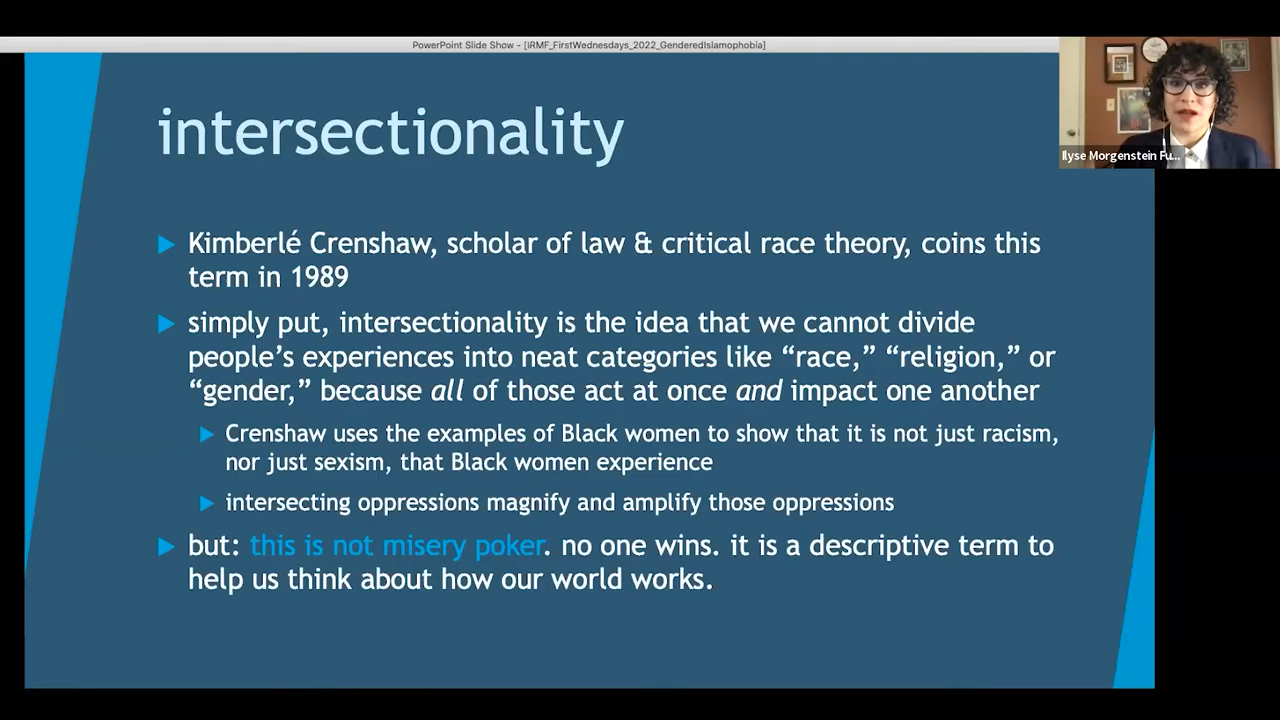 PowerPoint Slide Show - [iRMF_FirstWednesdays_2022_GenderedIslamophobia]
Ilyse Morgenstein Fu...
intersectionality
Kimberlé Crenshaw, scholar of law & critical race theory, coins this
term in 1989
simply put, intersectionality is the idea that we cannot divide
people’s experiences into neat categories like “race,” “religion,” or
“gender,” because all of those act at once and impact one another
Crenshaw uses the examples of Black women to show that it is not just racism,
nor just sexism, that Black women experience
intersecting oppressions magnify and amplify those oppressions
but: this is not misery poker. no one wins. it is a descriptive term to
help us think about how our world works.